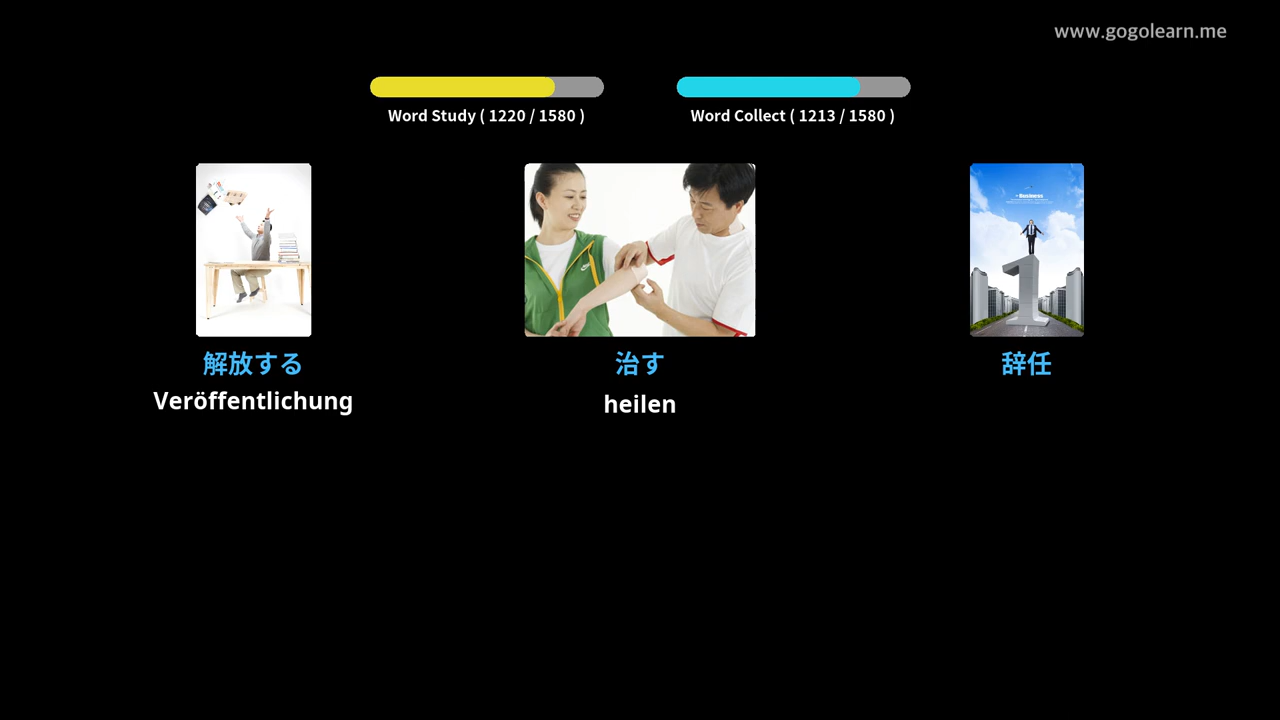 www.gogolearn.me
Word Study ( 1220 / 1580 )
Word Collect ( 1213 / 1580 )
Business
解放する
治す
辞任
Veröffentlichung
heilen